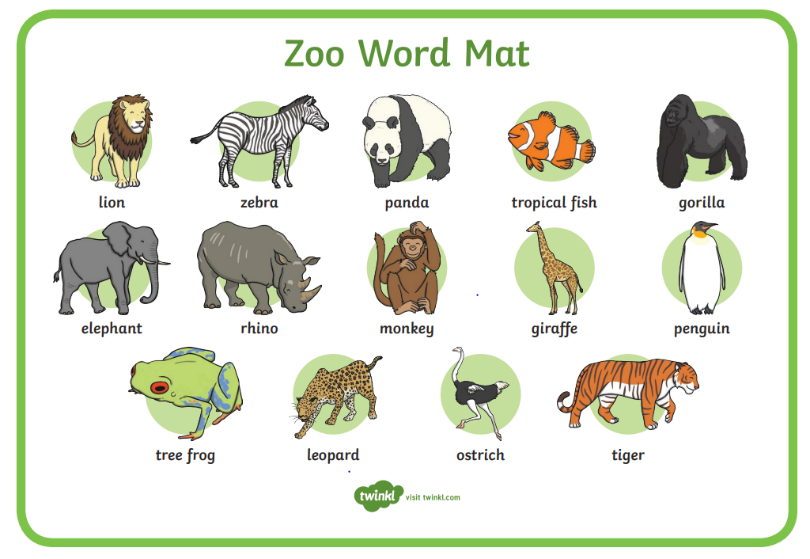 Zoo Word Mat
lion zebra panda tropical fish gorilla
elephant rhino monkey giraffe penguin
tree frog leopard ostrich tiger
twinkl visit twinkl.com